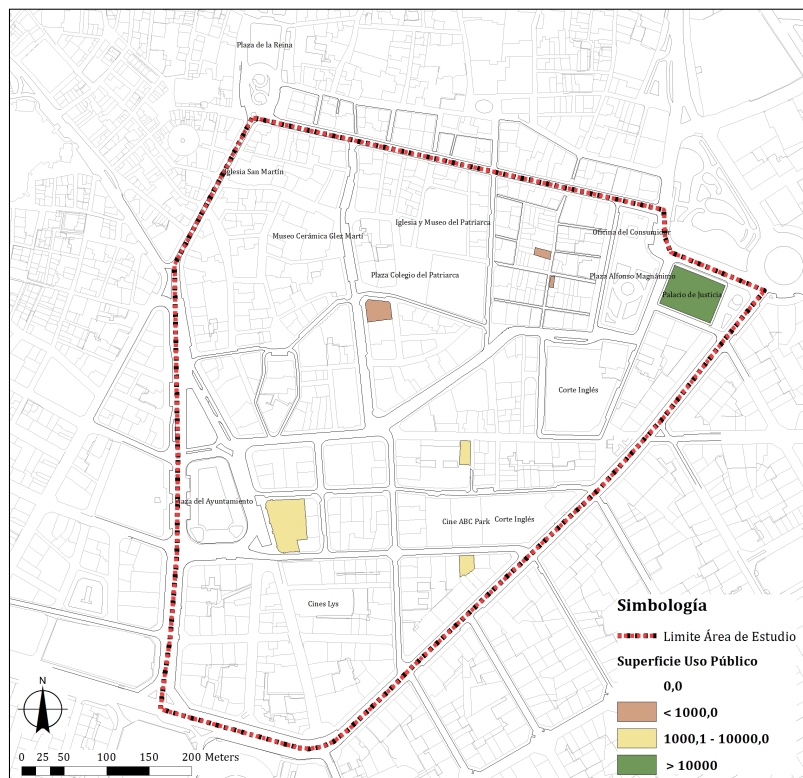 Plaza de la Reina
Iglesia San Martín
Iglesia y Museo del Patriarca
Museo Cerámica Glez Martí
Oficina del Consumidor
Plaza Colegio del Patriarca
Plaza Alfonso Magnánimo
Palacio de Justicia
Corte Inglés
Plaza del Ayuntamiento
Cine ABC Park
Corte Inglés
Cines Lys
Simbología
Limite Área de Estudio
Superficie Uso Público
0,0
< 1000,0
1000,1 - 10000,0
> 10000
N
0 25 50 100 150 200 Meters